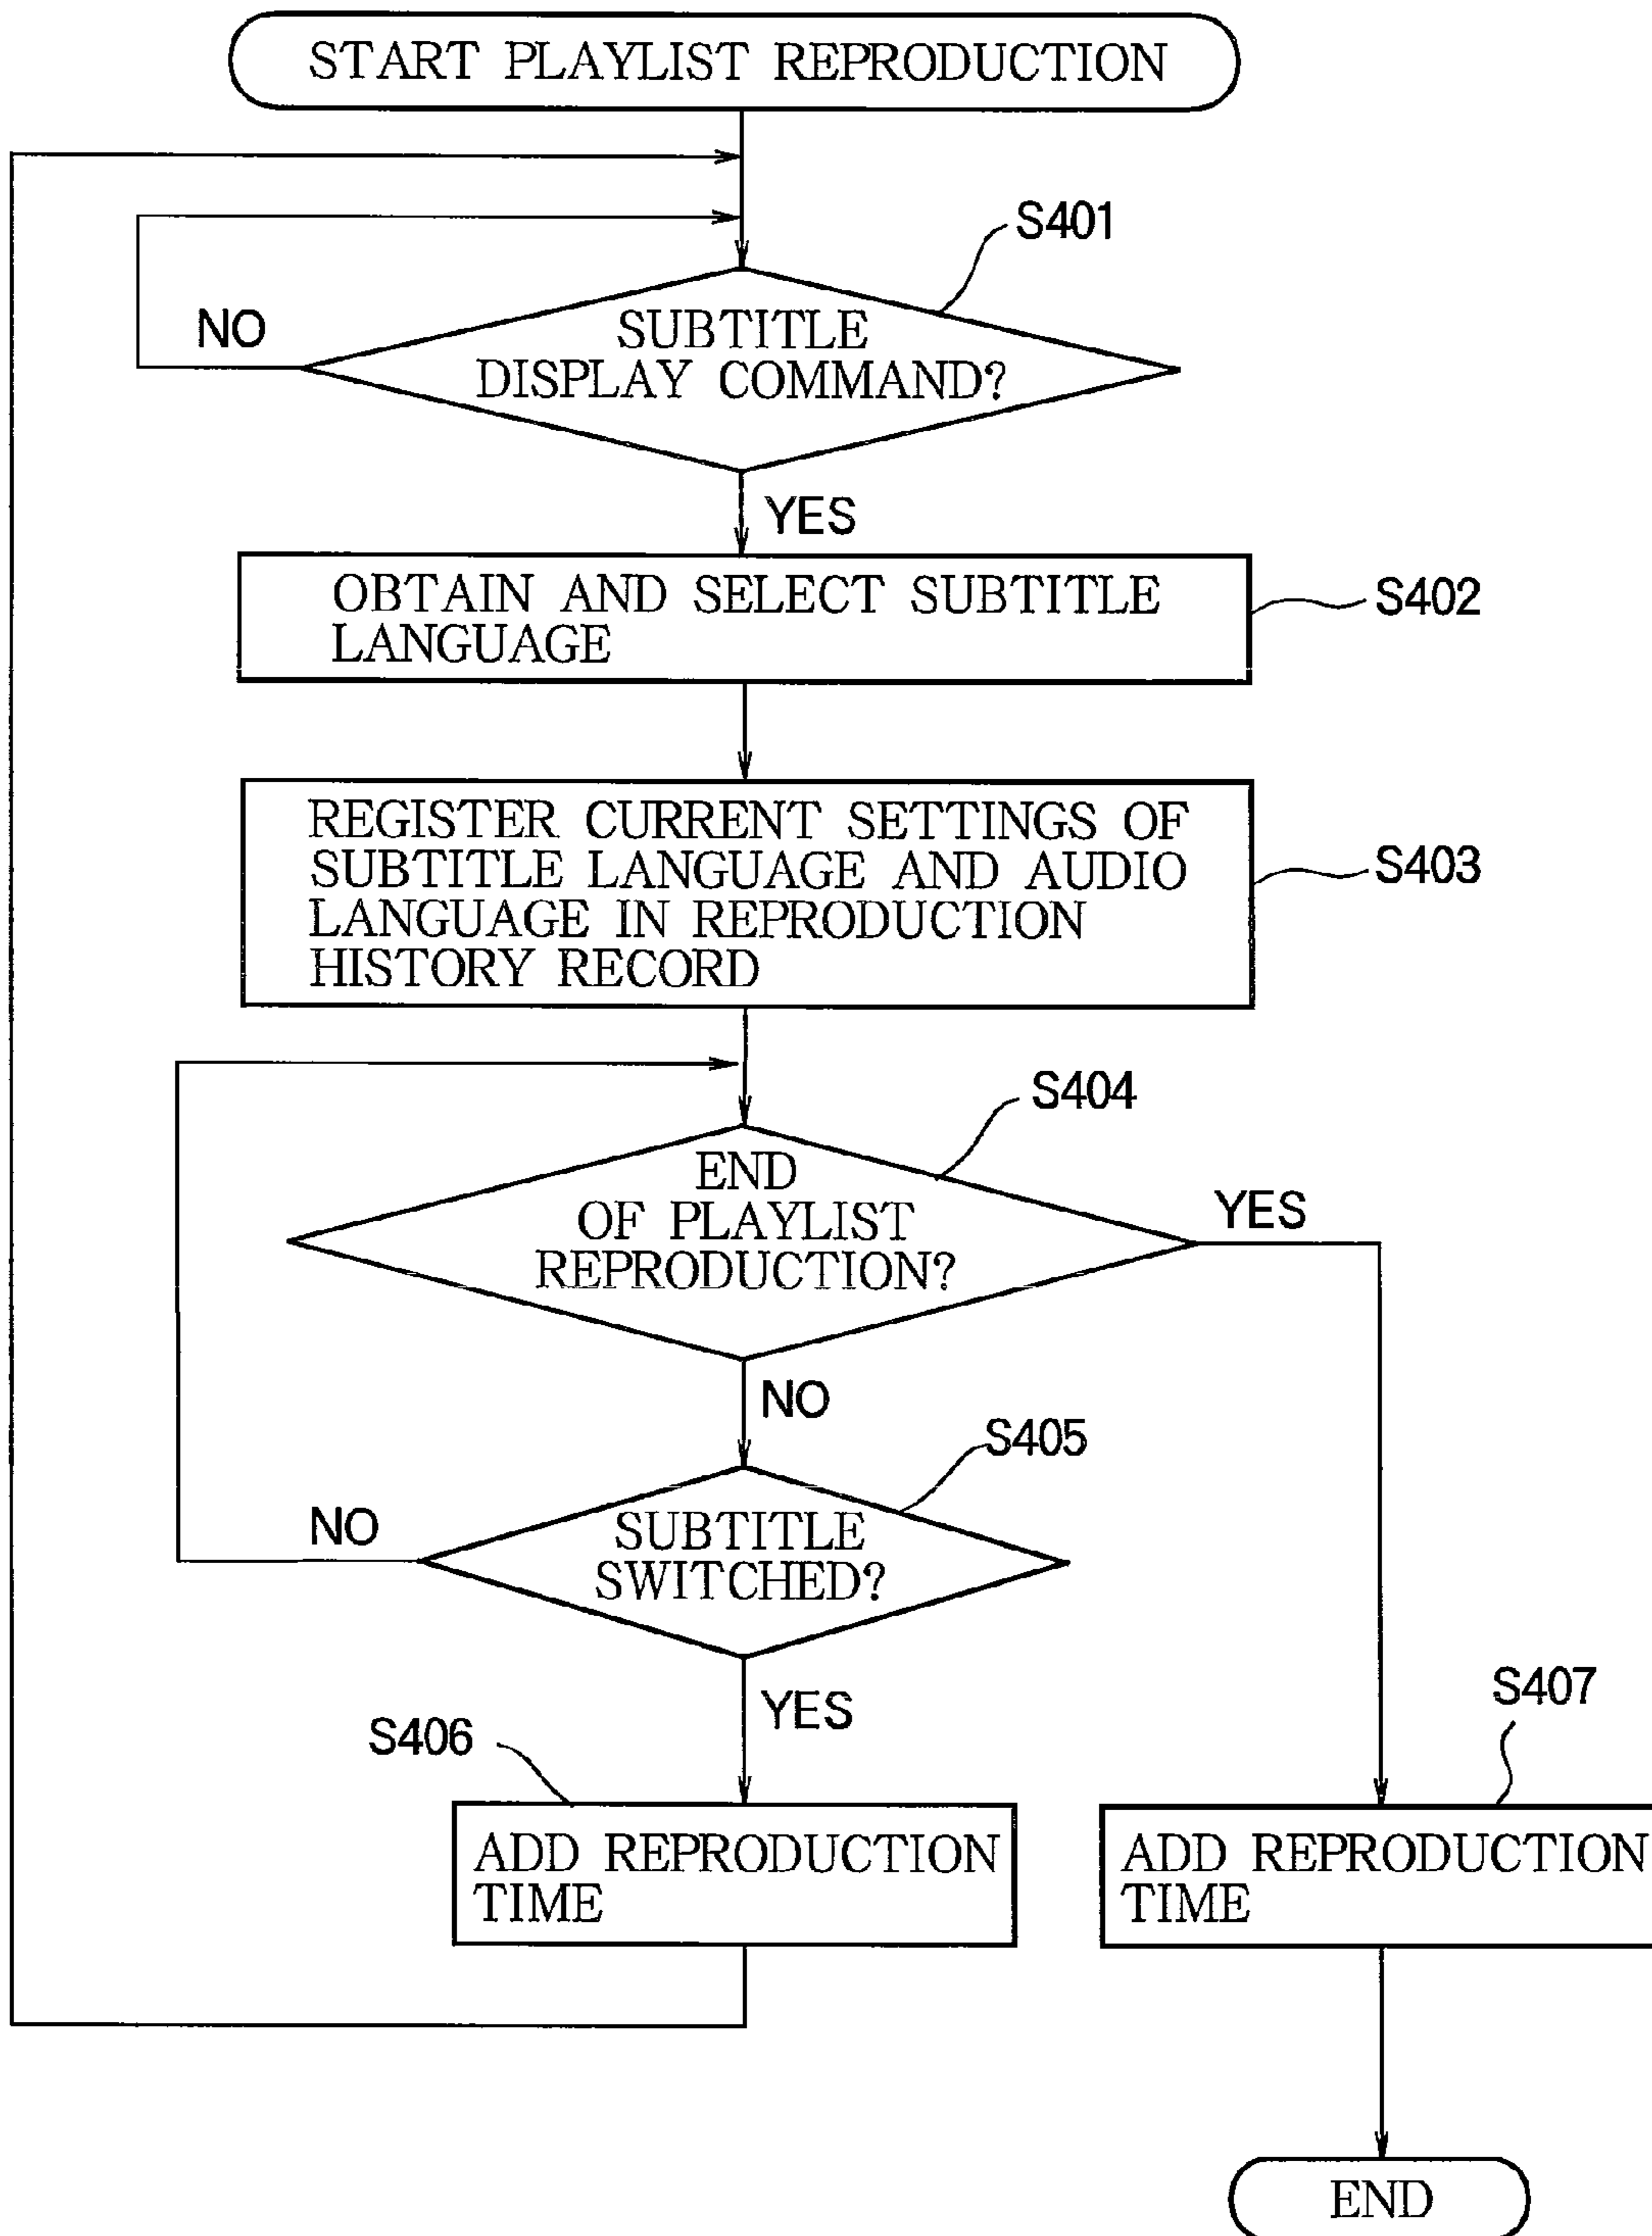 START PLAYLIST REPRODUCTION
S401
NO
SUBTITLE
DISPLAY COMMAND?
YES
OBTAIN AND SELECT SUBTITLE
LANGUAGE
S402
REGISTER CURRENT SETTINGS OF
SUBTITLE LANGUAGE AND AUDIO
LANGUAGE IN REPRODUCTION
HISTORY RECORD
S403
S404
END
OF PLAYLIST
REPRODUCTION?
YES
NO
S405
NO
SUBTITLE
SWITCHED?
YES
S406
S407
ADD REPRODUCTION
TIME
ADD REPRODUCTION
TIME
END